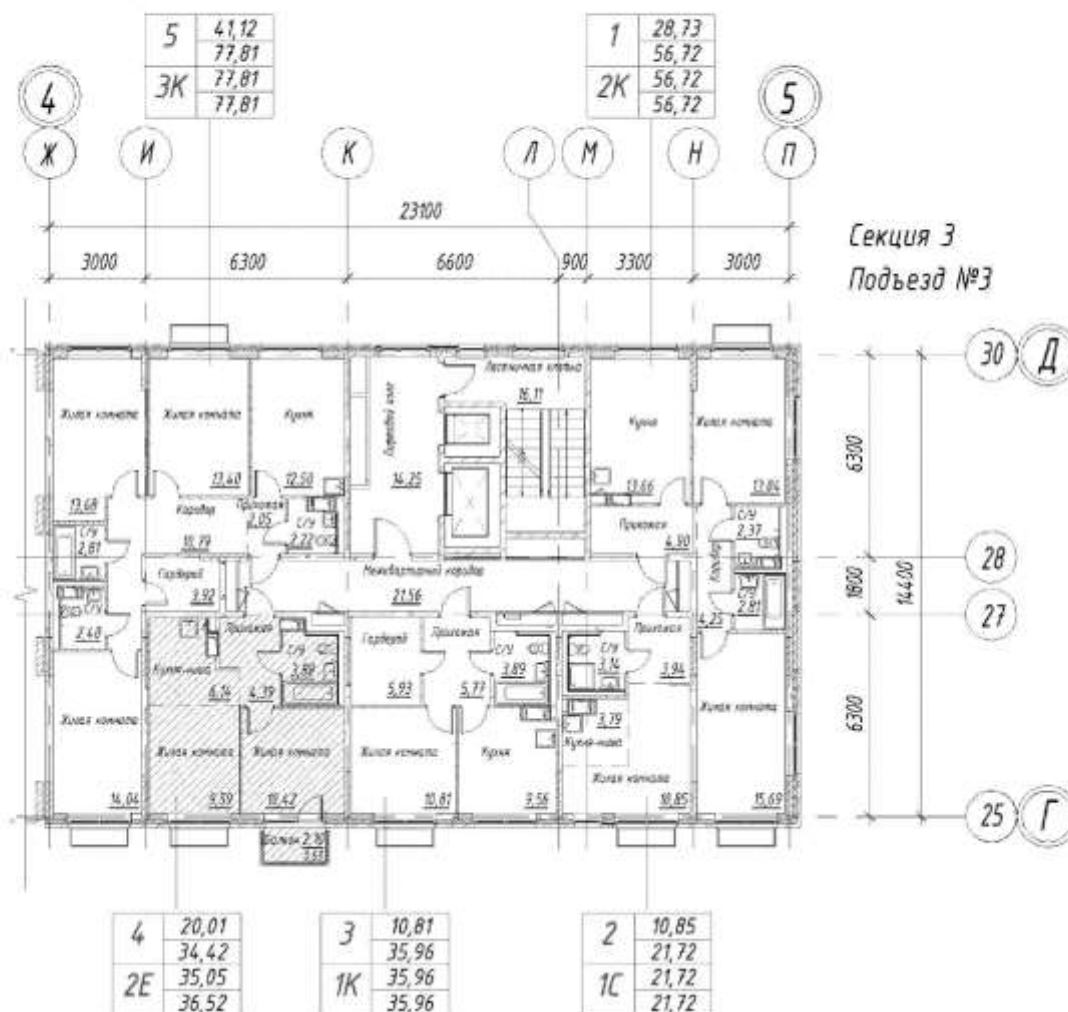 5 41,12
77,81
3К 77,81
77,81
1 28,73
56,72
2К 56,72
56,72
4 5
Ж И К Л М Н П
23100
3000 6300 6600 900 3300 3000
Секция 3
Подъезд №3
30 Д
Жилая комната
13,68
Жилая комната
13,40
Кухня
12,50
14,25
Лестничная клетка
16,11
Кухня
13,66
Жилая комната
13,04
6300
Коридор
10,79
Прихожая
2,05
С/У
2,22
Прихожая
4,90
С/У
2,37
Коридор
4,25
С/У
2,81
С/У
2,81
28
1800
14400
27
Гардероб
3,92
Межквартирный коридор
21,56
С/У
2,40
Кухня-ниша
6,14
Прихожая
4,39
С/У
3,88
Гардероб
5,93
Прихожая
5,77
С/У
3,89
С/У
3,14
Прихожая
3,94
6300
Жилая комната
14,04
Жилая комната
9,59
Жилая комната
10,42
Жилая комната
10,81
Кухня
9,56
3,79
Кухня-ниша
Жилая комната
10,85
Жилая комната
15,69
25 Г
Балкон 2,10
4 20,01
34,42
2Е 35,05
36,52
3 10,81
35,96
1К 35,96
35,96
2 10,85
21,72
1С 21,72
21,72